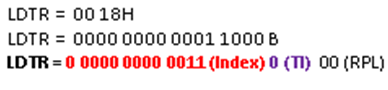 LDTR = 00 18H
LDTR = 0000 0000 0001 1000 B
LDTR = 0 0000 0000 0011 (Index) 0 (TI) 00 (RPL)